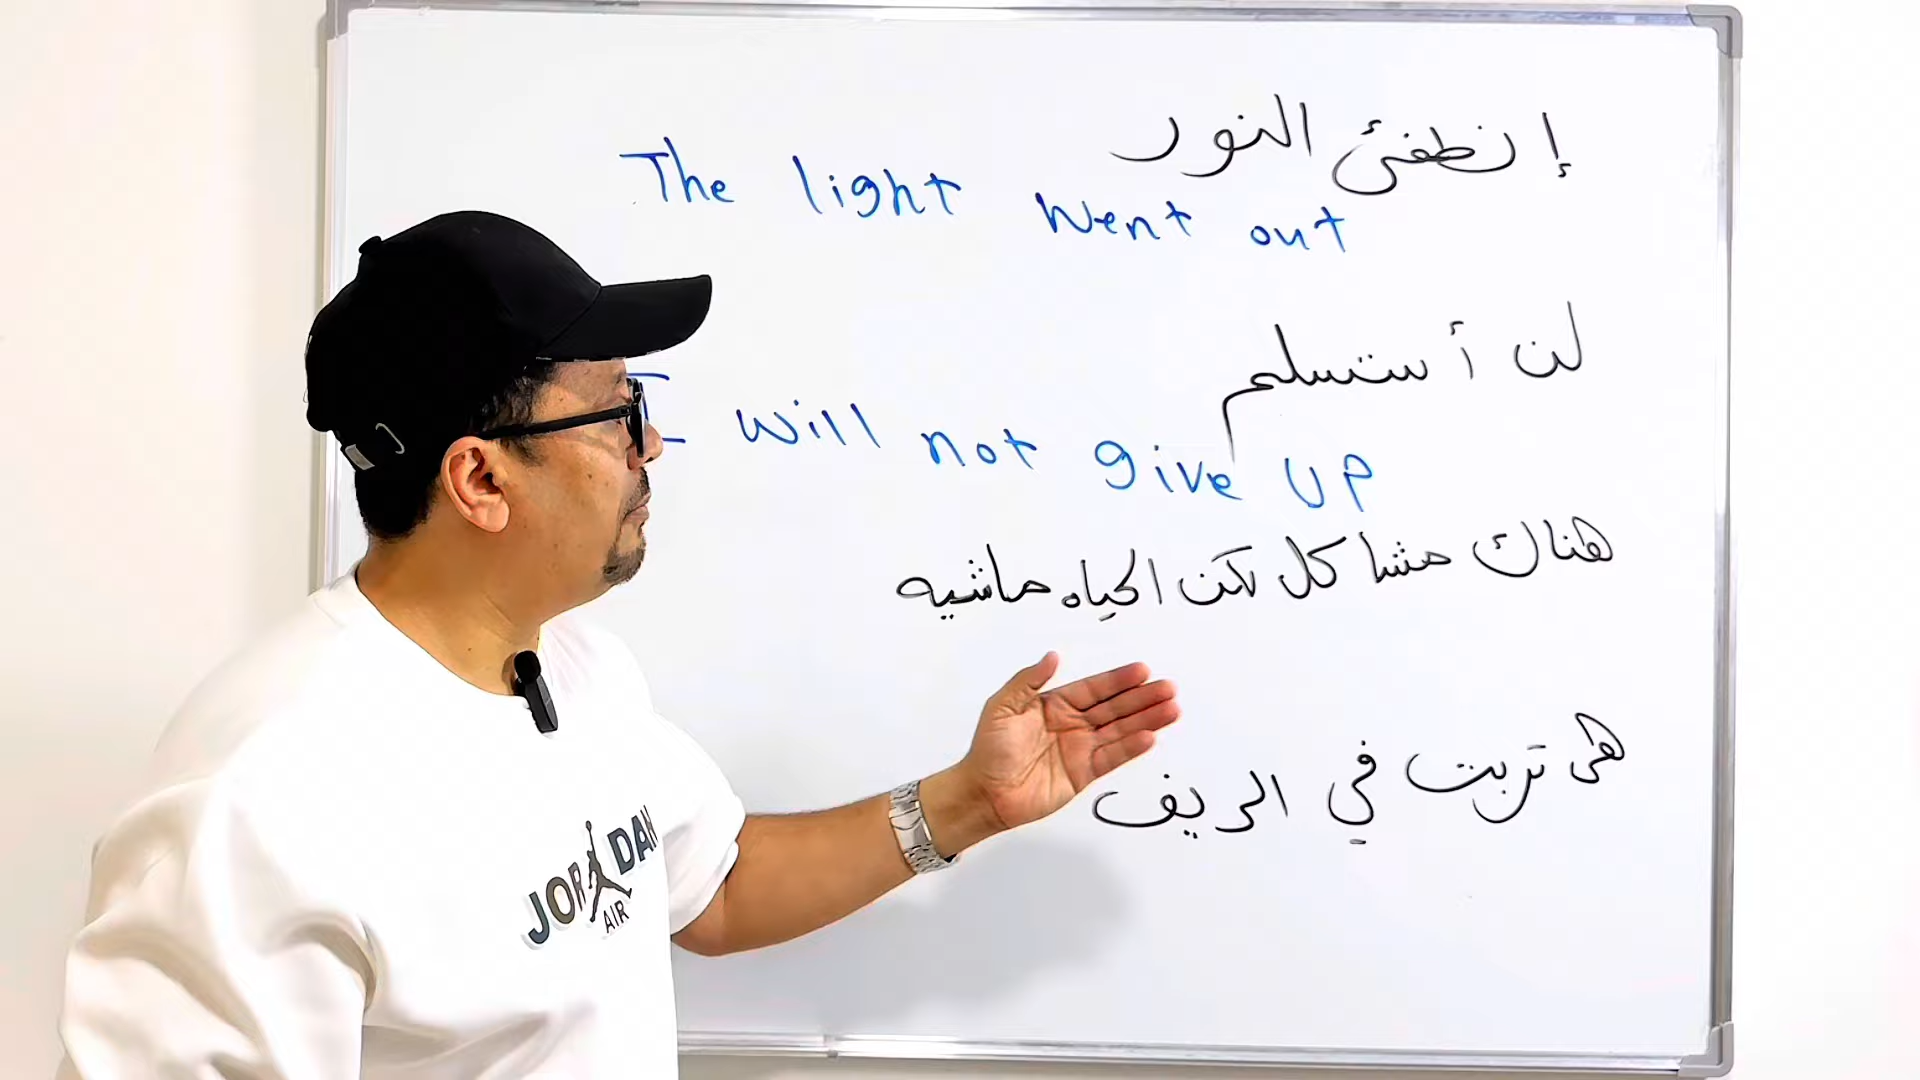 إنطفئ النور
The light went out
لن أستسلم
I will not give up
هناك مشاكل لكن الحياه ماشيه
هى تربت في الريف
JORDAN
AIR